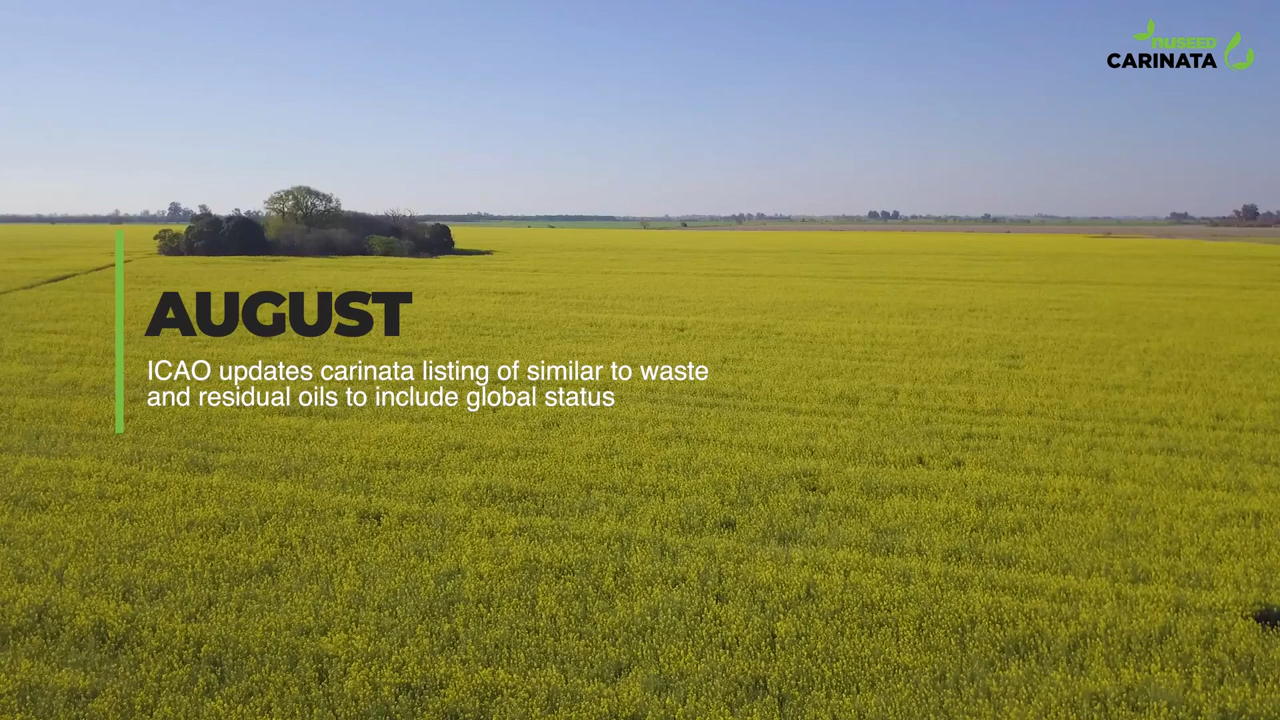 nuseed
CARINATA
AUGUST
ICAO updates carinata listing of similar to waste
and residual oils to include global status